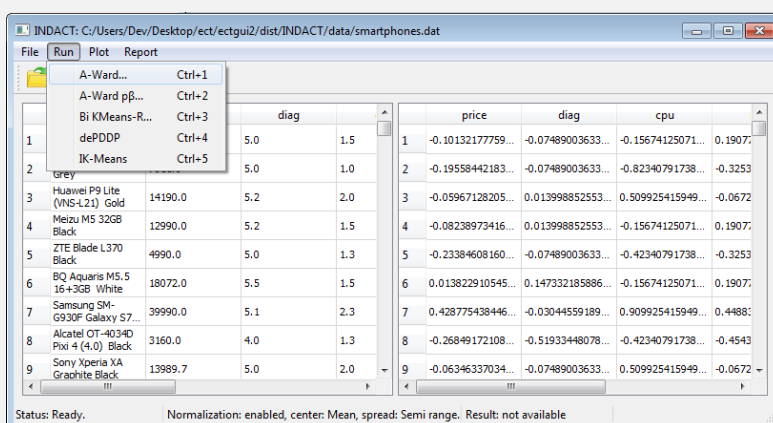 INDACT: C:/Users/Dev/Desktop/ect/ectgui2/dist/INDACT/data/smartphones.dat
File Run Plot Report
A-Ward... Ctrl+1
A-Ward pβ... Ctrl+2
Bi KMeans-R... Ctrl+3
dePDDP Ctrl+4
IK-Means Ctrl+5
diag price diag cpu
1 5.0 1.5 1 -0.10132177759... -0.07489003633... -0.15674125071... 0.19077
2 Grey 5.0 1.0 2 -0.19558442183... -0.07489003633... -0.82340791738... -0.3253
3 Huawei P9 Lite
(VNS-L21) Gold 14190.0 5.2 2.0 3 -0.05967128205... 0.013998852553... 0.509925415949... -0.0672
4 Meizu M5 32GB
Black 12990.0 5.2 1.5 4 -0.08238973416... 0.013998852553... -0.15674125071... 0.19077
5 ZTE Blade L370
Black 4990.0 5.0 1.3 5 -0.23384608160... -0.07489003633... -0.42340791738... -0.3253
6 BQ Aquaris M5.5
16+3GB White 18072.0 5.5 1.5 6 0.013822910545... 0.147332185886... -0.15674125071... 0.19077
7 Samsung SM-
G930F Galaxy S7... 39990.0 5.1 2.3 7 0.428775438446... -0.03044559189... 0.909925415949... 0.44883
8 Alcatel OT-4034D
Pixi 4 (4.0) Black 3160.0 4.0 1.3 8 -0.26849172108... -0.51933448078... -0.42340791738... -0.4543
9 Sony Xperia XA
Graphite Black 13989.7 5.0 2.0 9 -0.06346337034... -0.07489003633... 0.509925415949... -0.0672
Status: Ready. Normalization: enabled, center: Mean, spread: Semi range. Result: not available